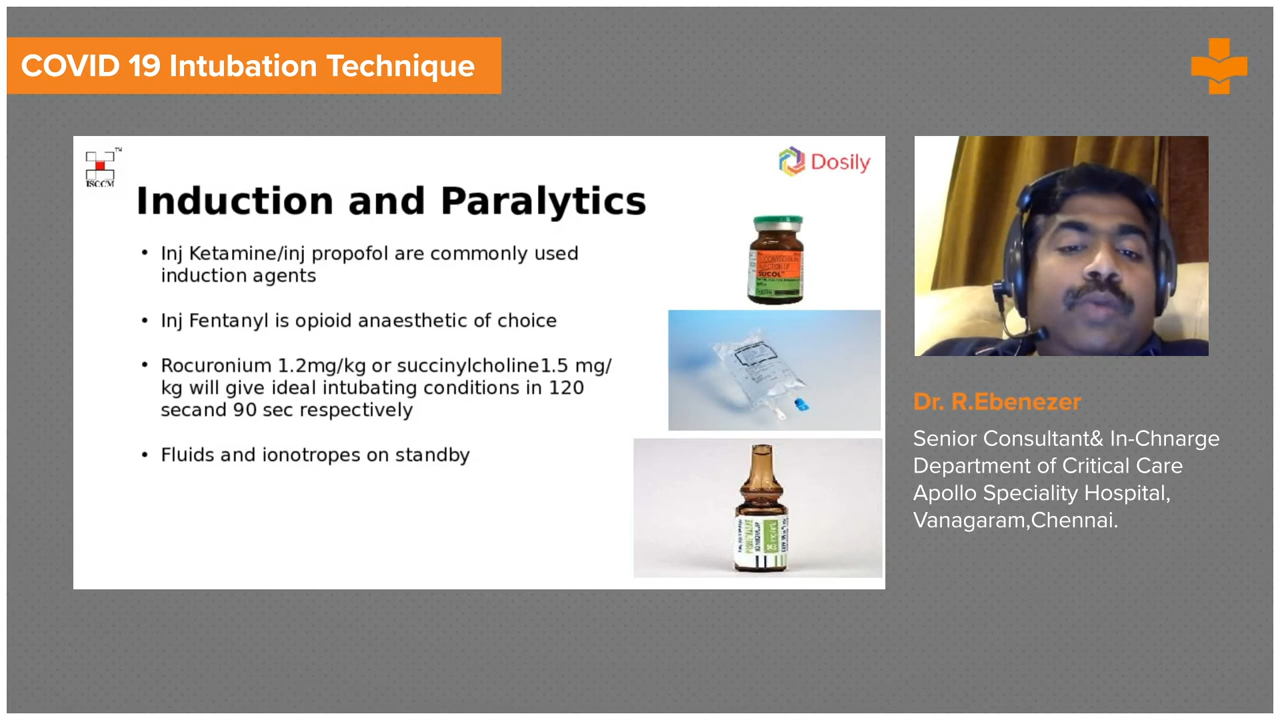 COVID 19 Intubation Technique
TM
ISCCM
Dosily
Induction and Paralytics
• Inj Ketamine/inj propofol are commonly used
induction agents
• Inj Fentanyl is opioid anaesthetic of choice
• Rocuronium 1.2mg/kg or succinylcholine1.5 mg/
kg will give ideal intubating conditions in 120
secand 90 sec respectively
• Fluids and ionotropes on standby
SUCOL
Dr. R.Ebenezer
Senior Consultant& In-Chnarge
Department of Critical Care
Apollo Speciality Hospital,
Vanagaram,Chennai.